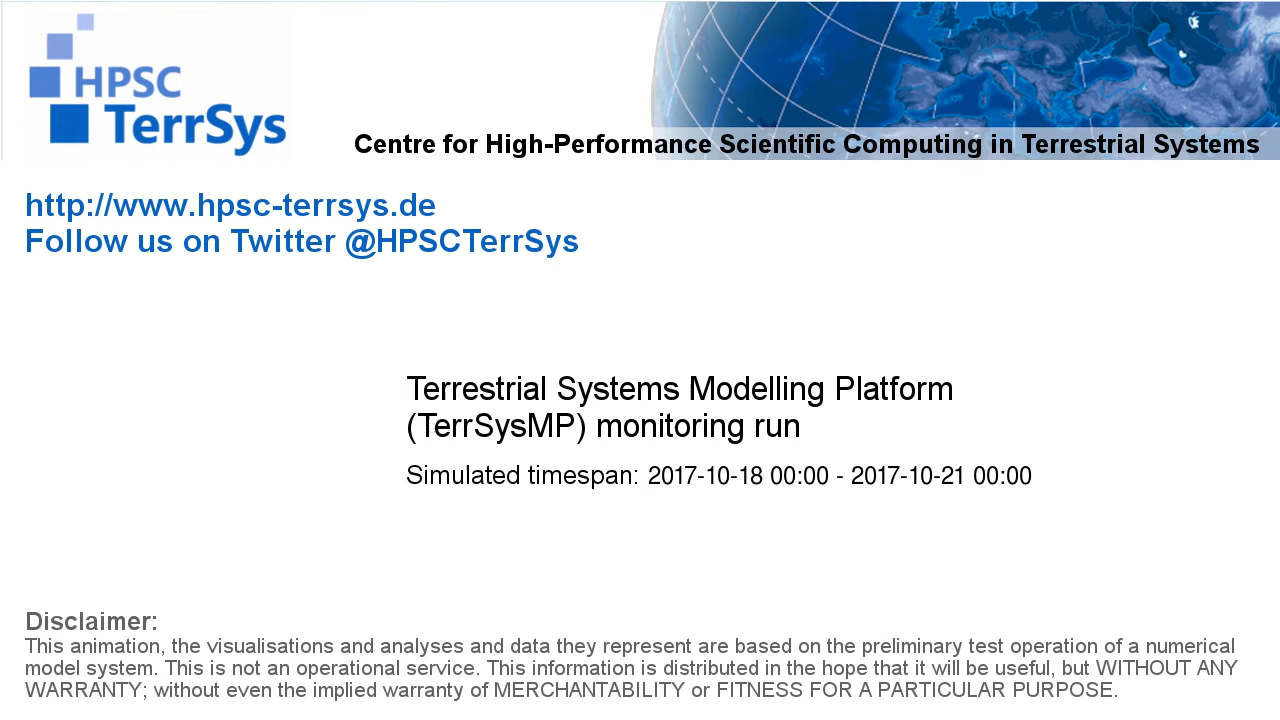 HPSC
TerrSys
Centre for High-Performance Scientific Computing in Terrestrial Systems
http://www.hpsc-terrsys.de
Follow us on Twitter @HPSCTerrSys
Terrestrial Systems Modelling Platform
(TerrSysMP) monitoring run
Simulated timespan: 2017-10-18 00:00 - 2017-10-21 00:00
Disclaimer:
This animation, the visualisations and analyses and data they represent are based on the preliminary test operation of a numerical
model system. This is not an operational service. This information is distributed in the hope that it will be useful, but WITHOUT ANY
WARRANTY; without even the implied warranty of MERCHANTABILITY or FITNESS FOR A PARTICULAR PURPOSE.